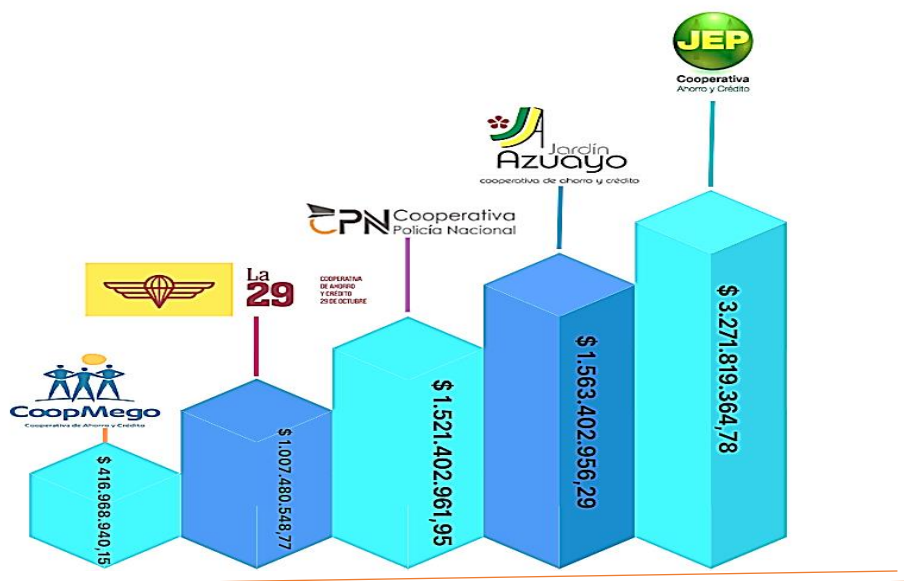 JEP
Cooperativa
Ahorro y Crédito
Jardín
Azuayo
cooperativa de ahorro y crédito
CPN Cooperativa
Policía Nacional
La
29
COOPERATIVA
DE AHORRO
Y CRÉDITO
29 DE OCTUBRE
CoopMego
Cooperativa de Ahorro y Crédito
$ 416.968.940,15
$ 1.007.480.548,77
$ 1.521.402.961,95
$ 1.563.402.956,29
$ 3.271.819.364,78